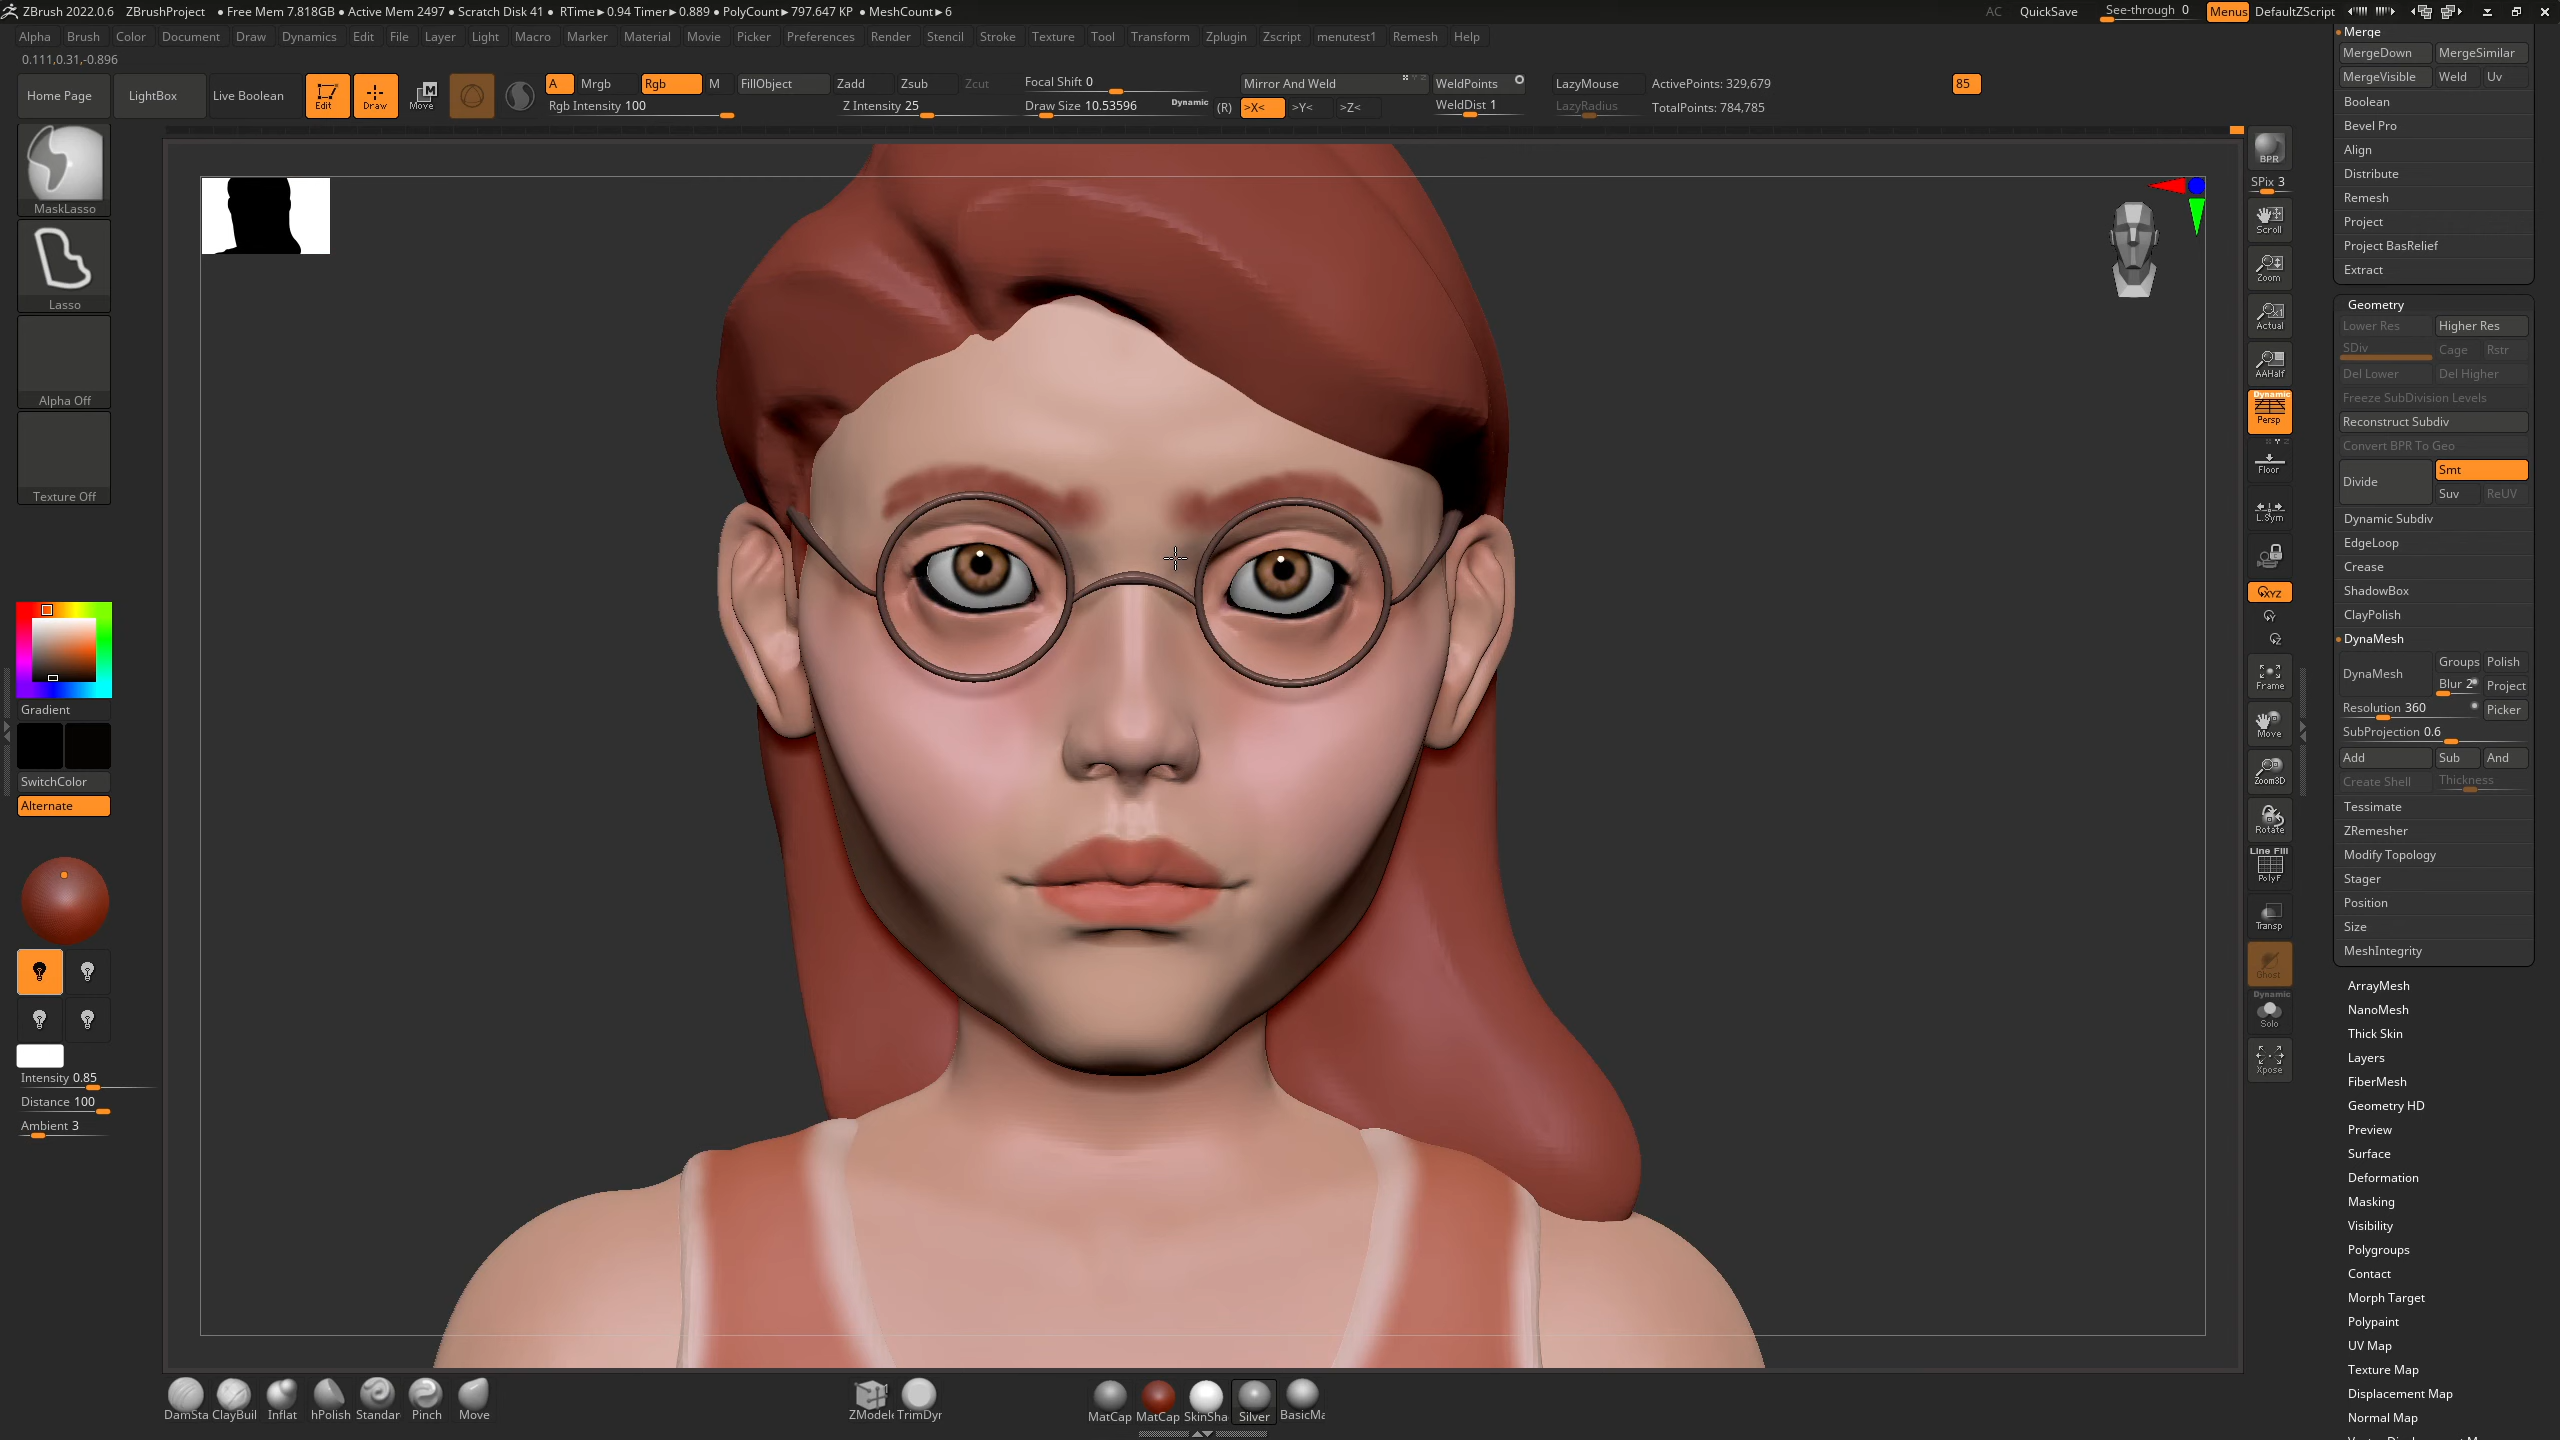 ZBrush 2022.0.6 ZBrushProject • Free Mem 7.818GB • Active Mem 2497 • Scratch Disk 41 • RTime►0.94 Timer►0.889 • PolyCount►797.647 KP • MeshCount►6 AC QuickSave See-through 0 Menus DefaultZScript
Alpha Brush Color Document Draw Dynamics Edit File Layer Light Macro Marker Material Movie Picker Preferences Render Stencil Stroke Texture Tool Transform Zplugin Zscript menutest1 Remesh Help
0.111,0.31,-0.896
Home Page LightBox Live Boolean Edit Draw Move
A Mrgb Rgb M FillObject Zadd Zsub Zcut Focal Shift 0 Mirror And Weld WeldPoints LazyMouse ActivePoints: 329,679 85
Rgb Intensity 100 Z Intensity 25 Draw Size 10.53596 Dynamic (R) >X< >Y< >Z< WeldDist 1 LazyRadius TotalPoints: 784,785
MaskLasso
Lasso
Alpha Off
Texture Off
Gradient
SwitchColor
Alternate
Intensity 0.85
Distance 100
Ambient 3
BPR
SPix 3
Scroll
Zoom
Actual
AAHalf
Dynamic
Persp
Floor
L.Sym
XYZ
Frame
Move
Zoom3D
Rotate
Line Fill
PolyF
Transp
Ghost
Dynamic
Solo
Xpose
Merge
MergeDown MergeSimilar
MergeVisible Weld Uv
Boolean
Bevel Pro
Align
Distribute
Remesh
Project
Project BasRelief
Extract
Geometry
Lower Res Higher Res
SDiv Cage Rstr
Del Lower Del Higher
Freeze SubDivision Levels
Reconstruct Subdiv
Convert BPR To Geo
Divide Smt
Suv ReUV
Dynamic Subdiv
EdgeLoop
Crease
ShadowBox
ClayPolish
DynaMesh
DynaMesh Groups Polish
Blur 2 Project
Resolution 360 Picker
SubProjection 0.6
Add Sub And
Create Shell Thickness
Tessimate
ZRemesher
Modify Topology
Stager
Position
Size
MeshIntegrity
ArrayMesh
NanoMesh
Thick Skin
Layers
FiberMesh
Geometry HD
Preview
Surface
Deformation
Masking
Visibility
Polygroups
Contact
Morph Target
Polypaint
UV Map
Texture Map
Displacement Map
Normal Map
DamSta ClayBuil Inflat hPolish Standar Pinch Move ZModele TrimDyr MatCap MatCap SkinSha Silver BasicMa